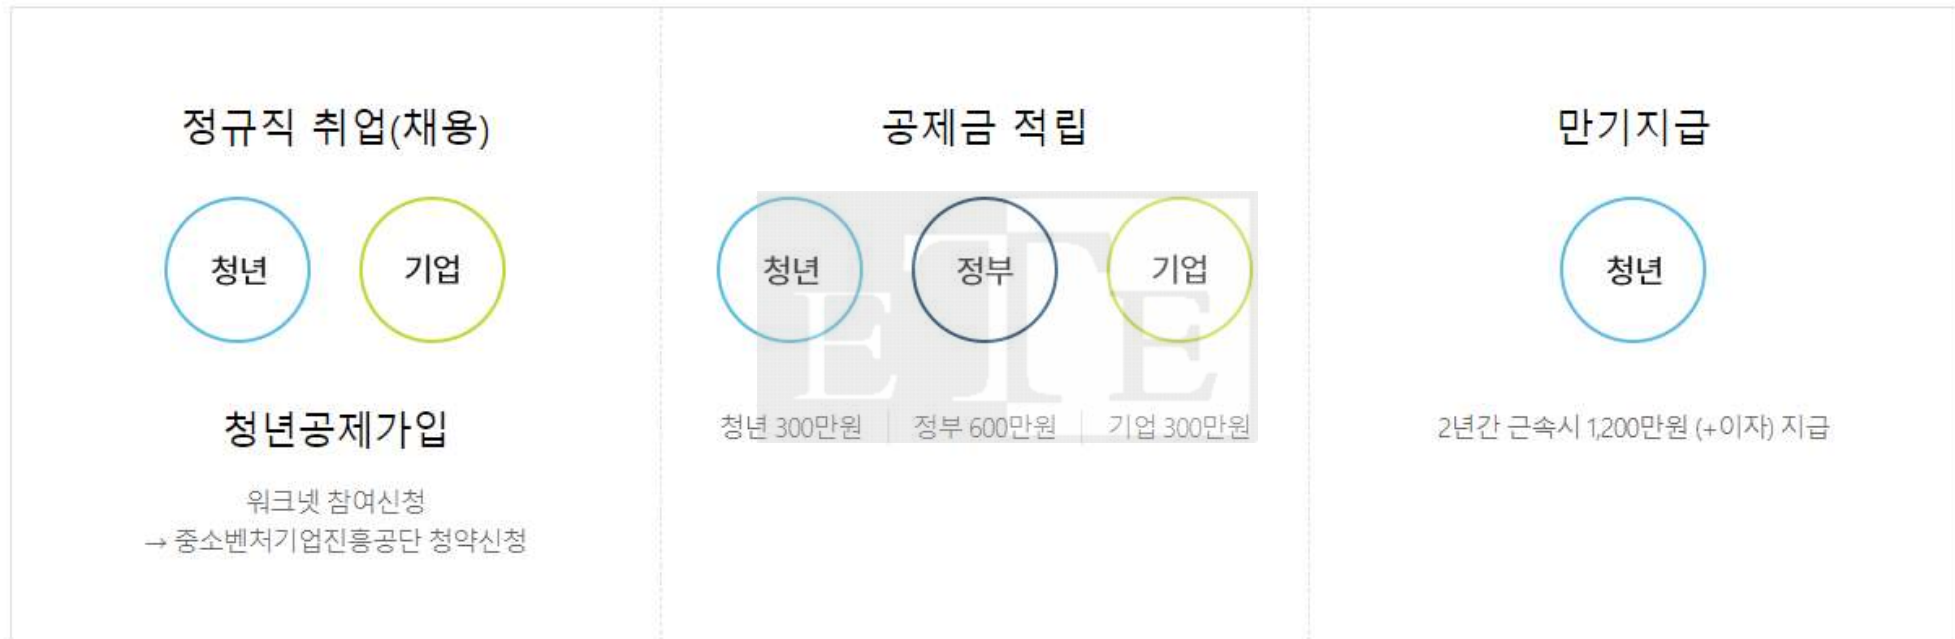 정규직 취업(채용)
청년
기업
청년공제가입
워크넷 참여신청
→ 중소벤처기업진흥공단 청약신청
공제금 적립
청년
정부
기업
청년 300만원
정부 600만원
기업 300만원
ETE
만기지급
청년
2년간 근속시 1,200만원 (+이자) 지급